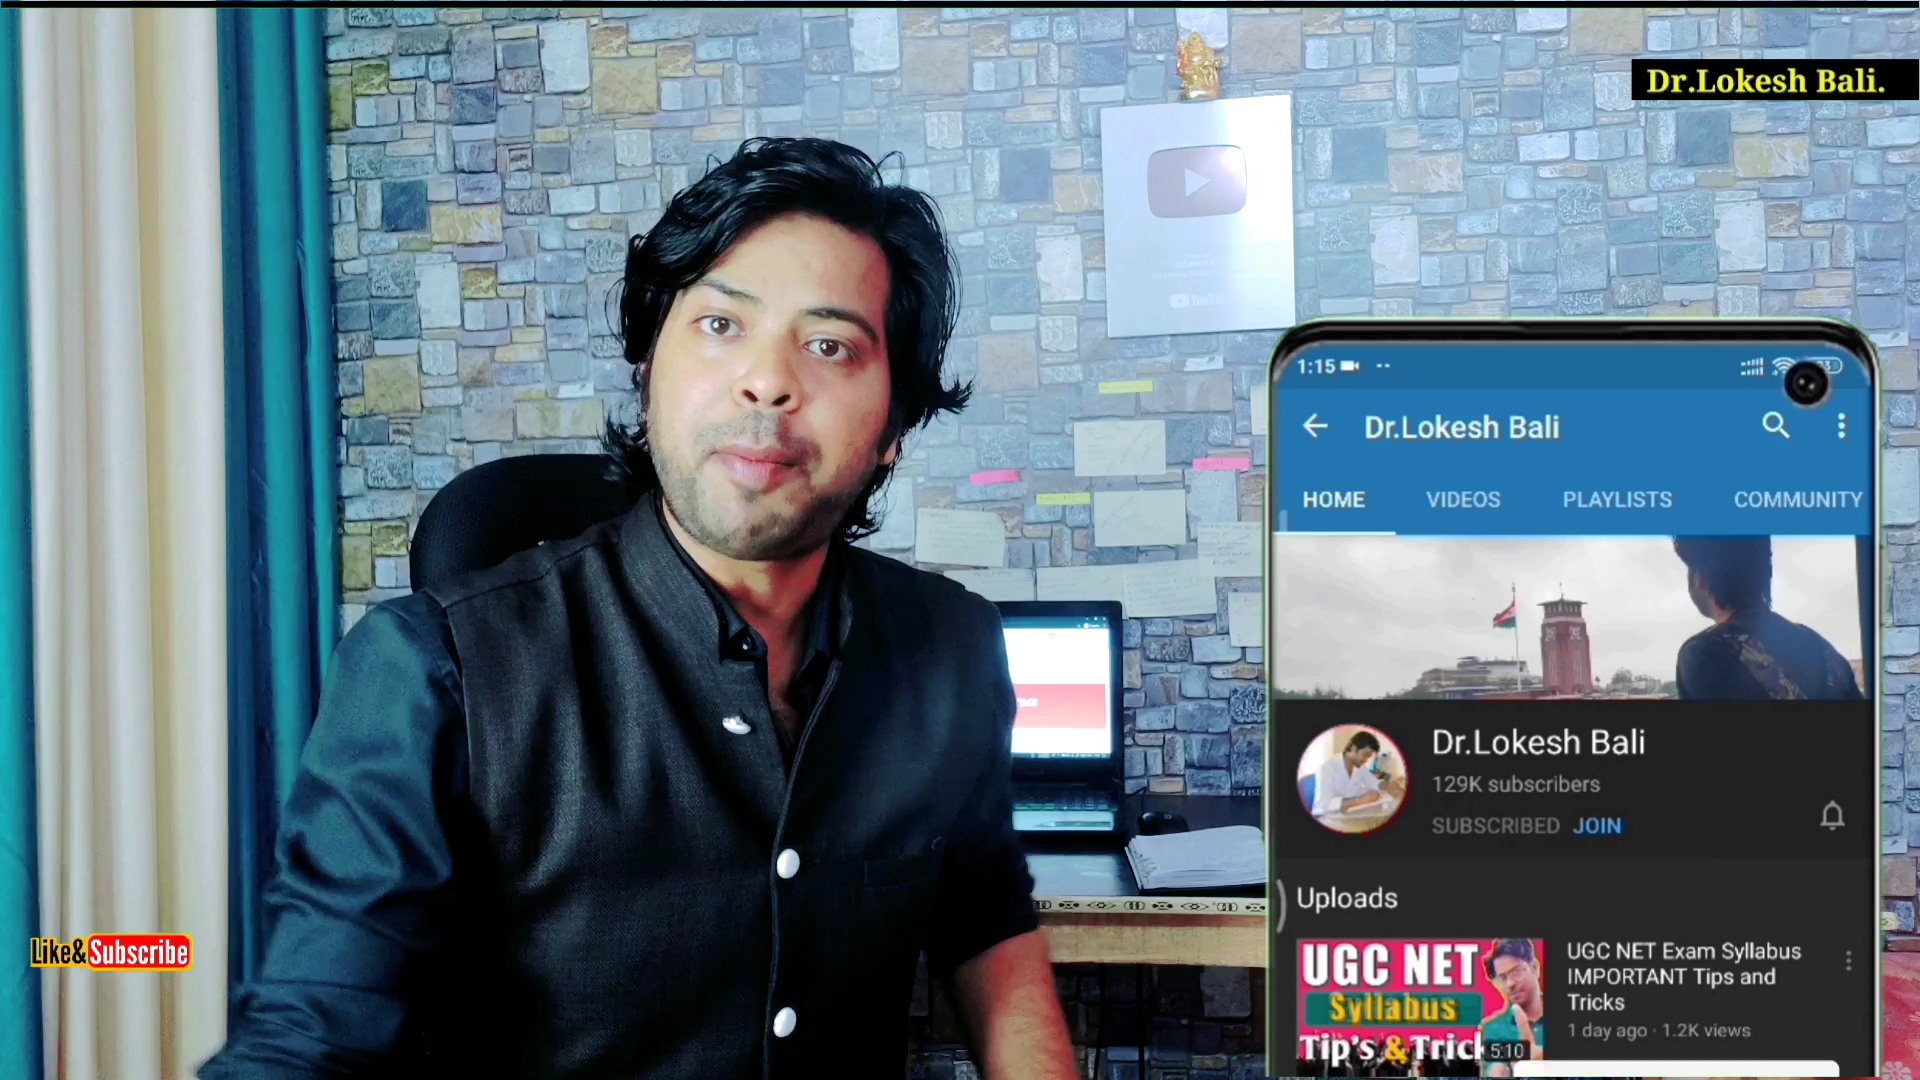 Dr.Lokesh Bali.
YouTube
1:15
Dr.Lokesh Bali
HOME VIDEOS PLAYLISTS COMMUNITY
Dr.Lokesh Bali
129K subscribers
SUBSCRIBED JOIN
Uploads
UGC NET
Syllabus
Tip's & Trick
5:10
UGC NET Exam Syllabus
IMPORTANT Tips and
Tricks
1 day ago · 1.2K views
Like& Subscribe